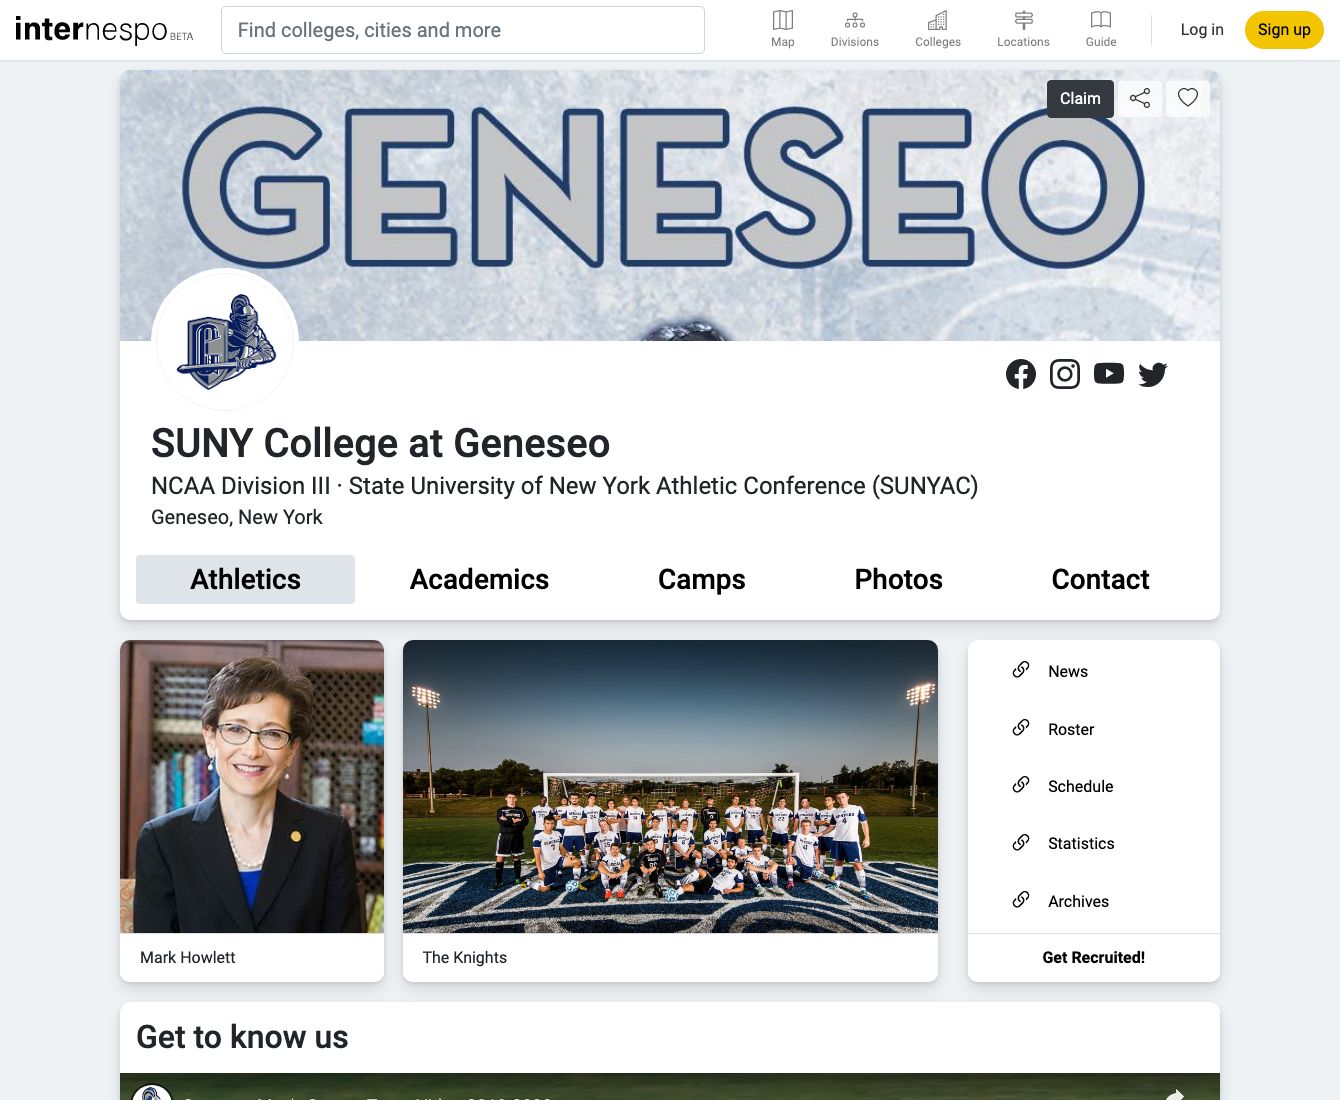 internespo BETA
Find colleges, cities and more
Map
Divisions
Colleges
Locations
Guide
Log in
Sign up
GENESEO
Claim
SUNY College at Geneseo
NCAA Division III · State University of New York Athletic Conference (SUNYAC)
Geneseo, New York
Athletics
Academics
Camps
Photos
Contact
Mark Howlett
The Knights
News
Roster
Schedule
Statistics
Archives
Get Recruited!
Get to know us